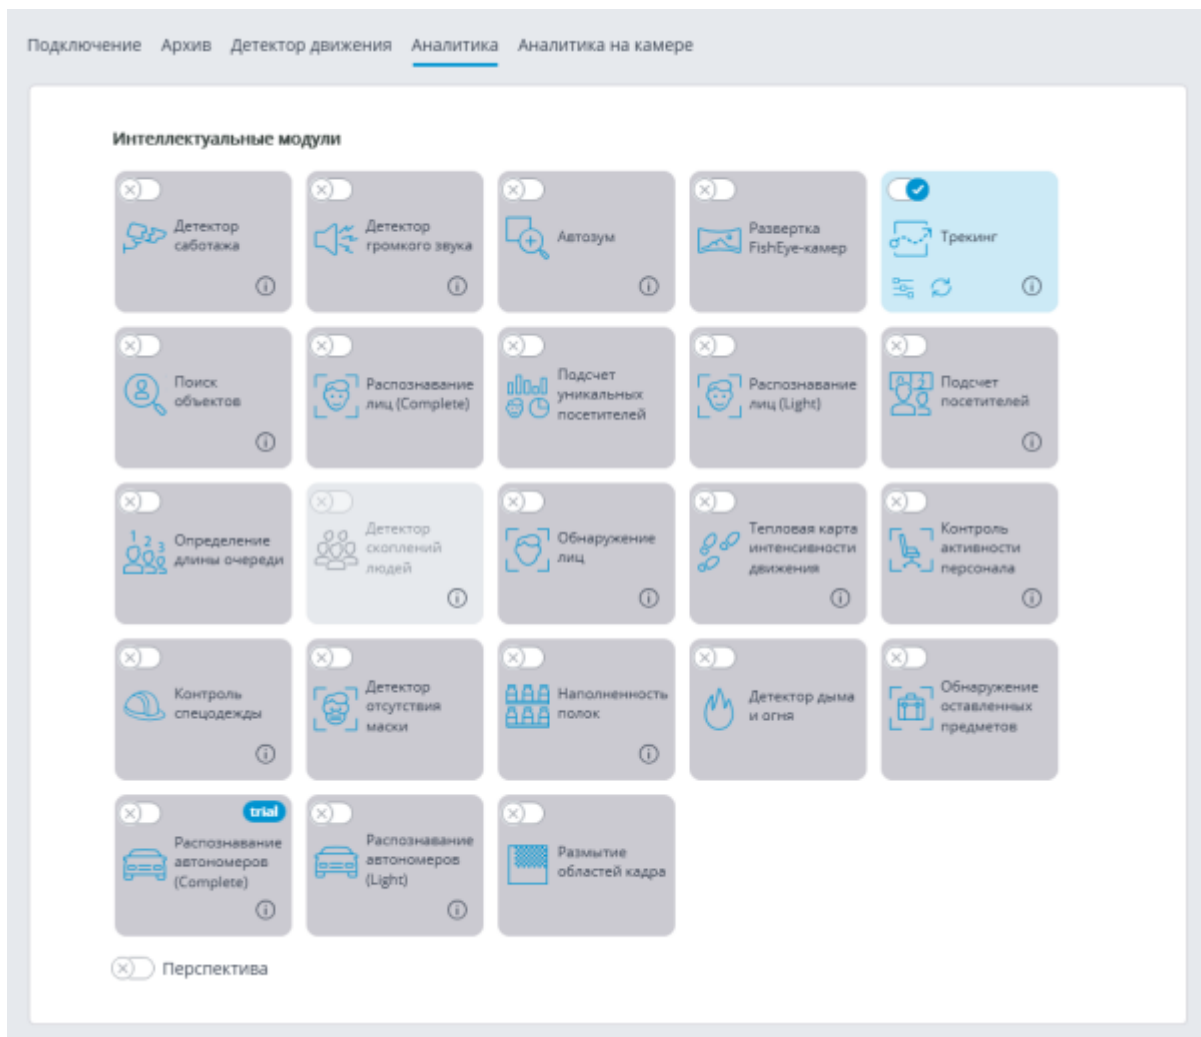 Подключение Архив Детектор движения Аналитика Аналитика на камере
Интеллектуальные модули
Детектор
саботажа
Детектор
громкого звука
Автозум
Развертка
FishEye-камер
Трекинг
Поиск
объектов
Распознавание
лиц (Complete)
Подсчет
уникальных
посетителей
Распознавание
лиц (Light)
Подсчет
посетителей
Определение
длины очереди
Детектор
скоплений
людей
Обнаружение
лиц
Тепловая карта
интенсивности
движения
Контроль
активности
персонала
Контроль
спецодежды
Детектор
отсутствия
маски
Наполненность
полок
Детектор дыма
и огня
Обнаружение
оставленных
предметов
trial
Распознавание
автономеров
(Complete)
Распознавание
автономеров
(Light)
Размытие
областей кадра
Перспектива